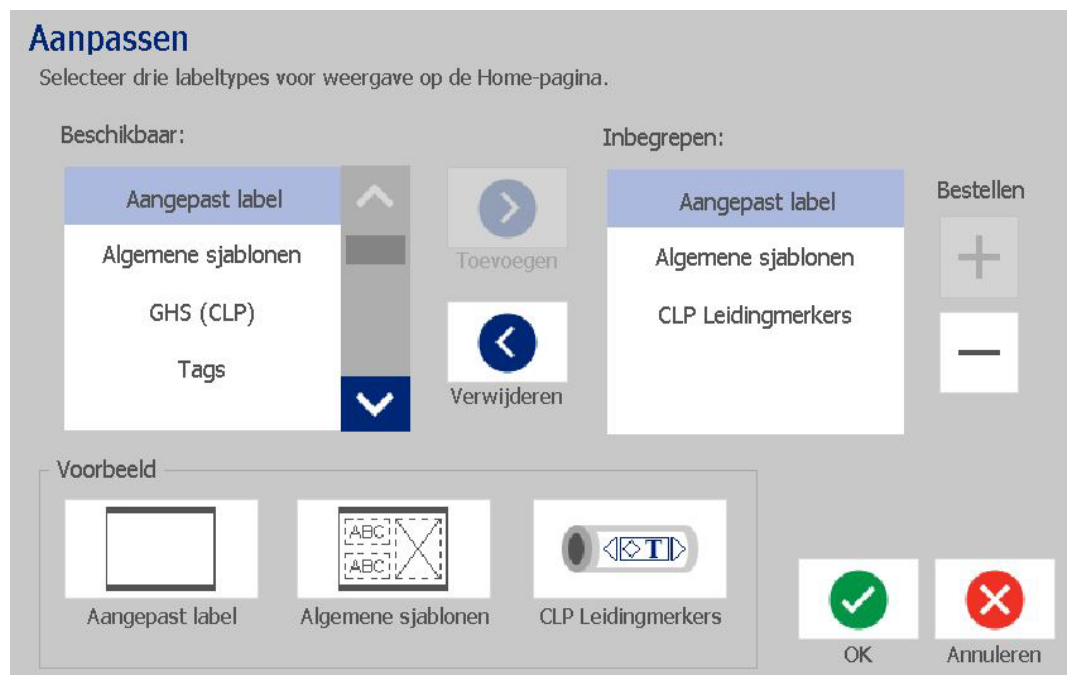 Aanpassen
Selecteer drie labeltypes voor weergave op de Home-pagina.
Beschikbaar:
Aangepast label
Algemene sjablonen
GHS (CLP)
Tags
Toevoegen
Verwijderen
Inbegrepen:
Aangepast label
Algemene sjablonen
CLP Leidingmerkers
Bestellen
Voorbeeld
ABC
ABC
T
Aangepast label
Algemene sjablonen
CLP Leidingmerkers
OK
Annuleren